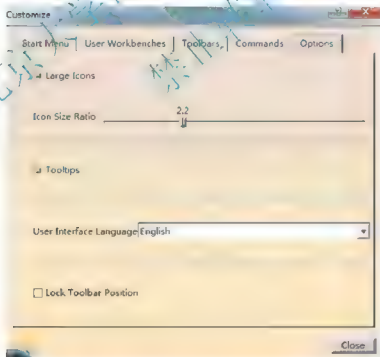 Customize
Start Menu User Workbenches Toolbars Commands Options
Large Icons
2.2
Icon Size Ratio
Tooltips
User Interface Language English
Lock Toolbar Position
Close